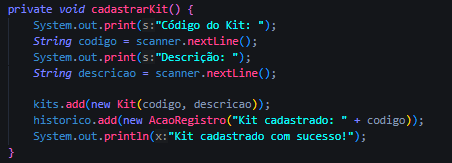 private void cadastrarKit() {
System.out.print(s:"Código do Kit: ");
String codigo = scanner.nextLine();
System.out.print(s:"Descrição: ");
String descricao = scanner.nextLine();
kits.add(new Kit(codigo, descricao));
historico.add(new AcaoRegistro("Kit cadastrado: " + codigo));
System.out.println(x:"Kit cadastrado com sucesso!");
}